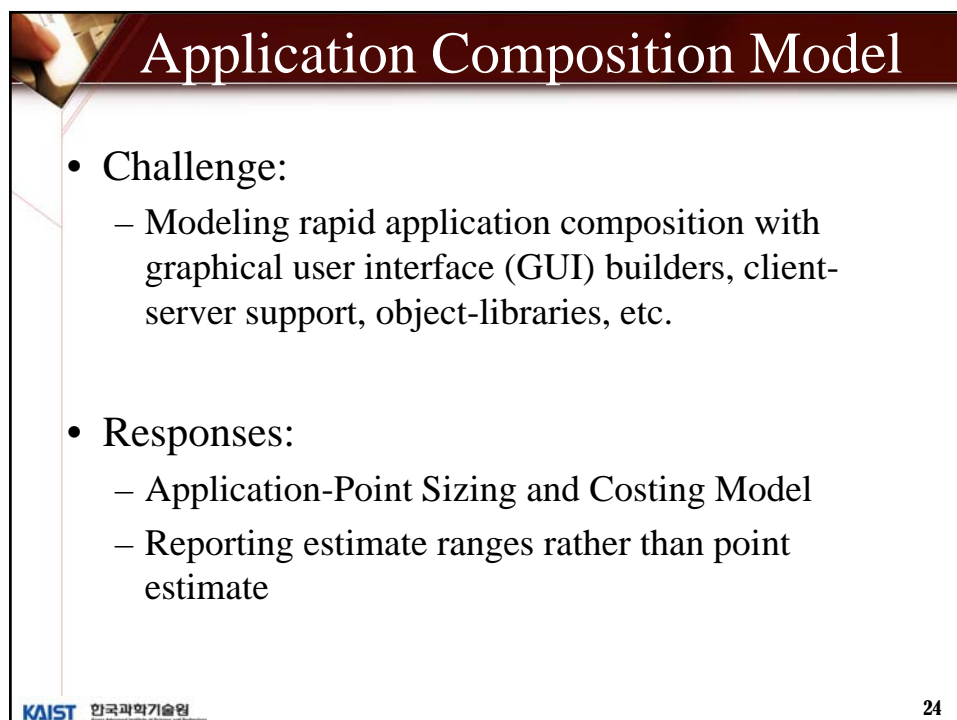 Application Composition Model
• Challenge:
– Modeling rapid application composition with
graphical user interface (GUI) builders, client-
server support, object-libraries, etc.
• Responses:
– Application-Point Sizing and Costing Model
– Reporting estimate ranges rather than point
estimate
KAIST 한국과학기술원
24